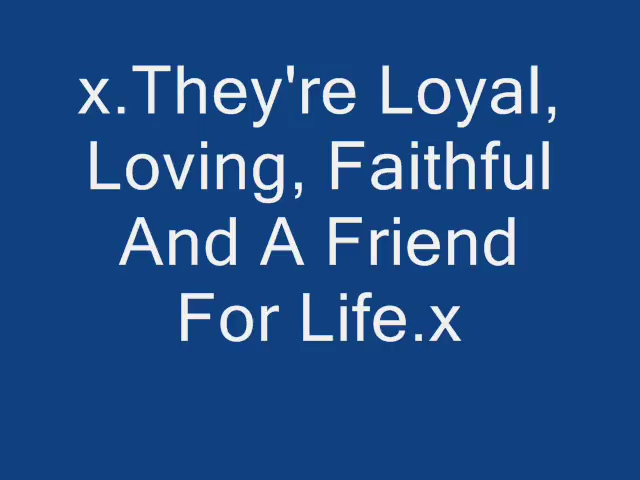 x.They're Loyal,
Loving, Faithful
And A Friend
For Life.x